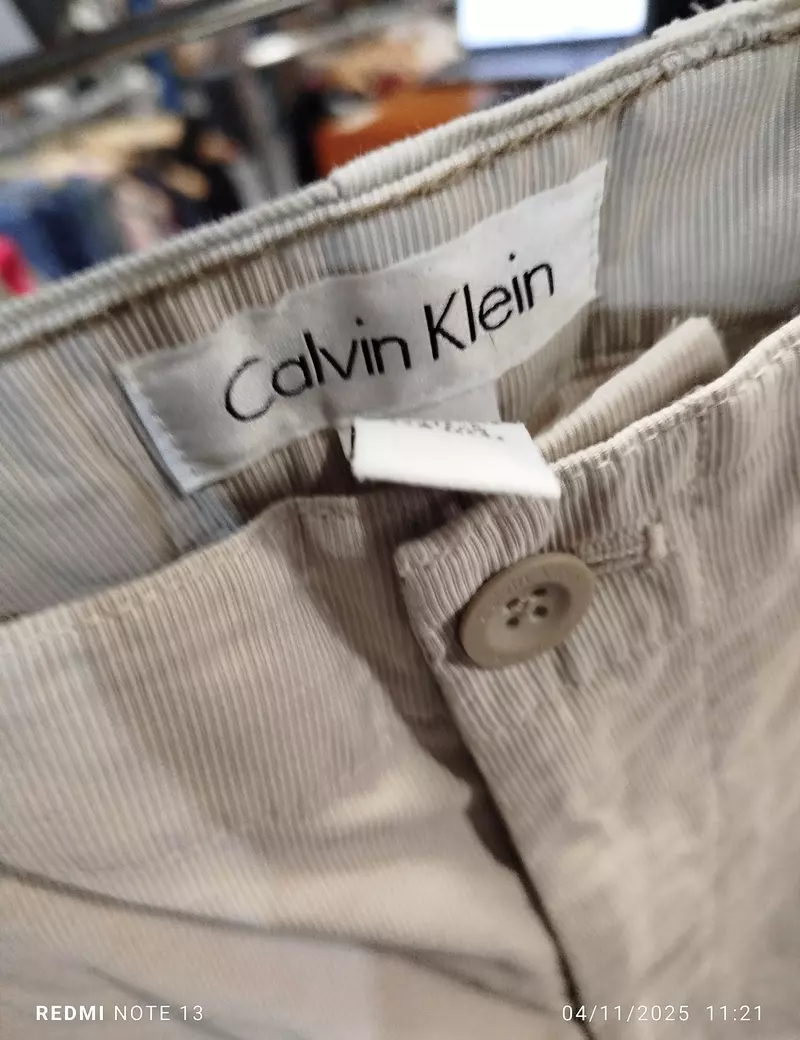 Calvin Klein
REDMI NOTE 13
04/11/2025 11:21